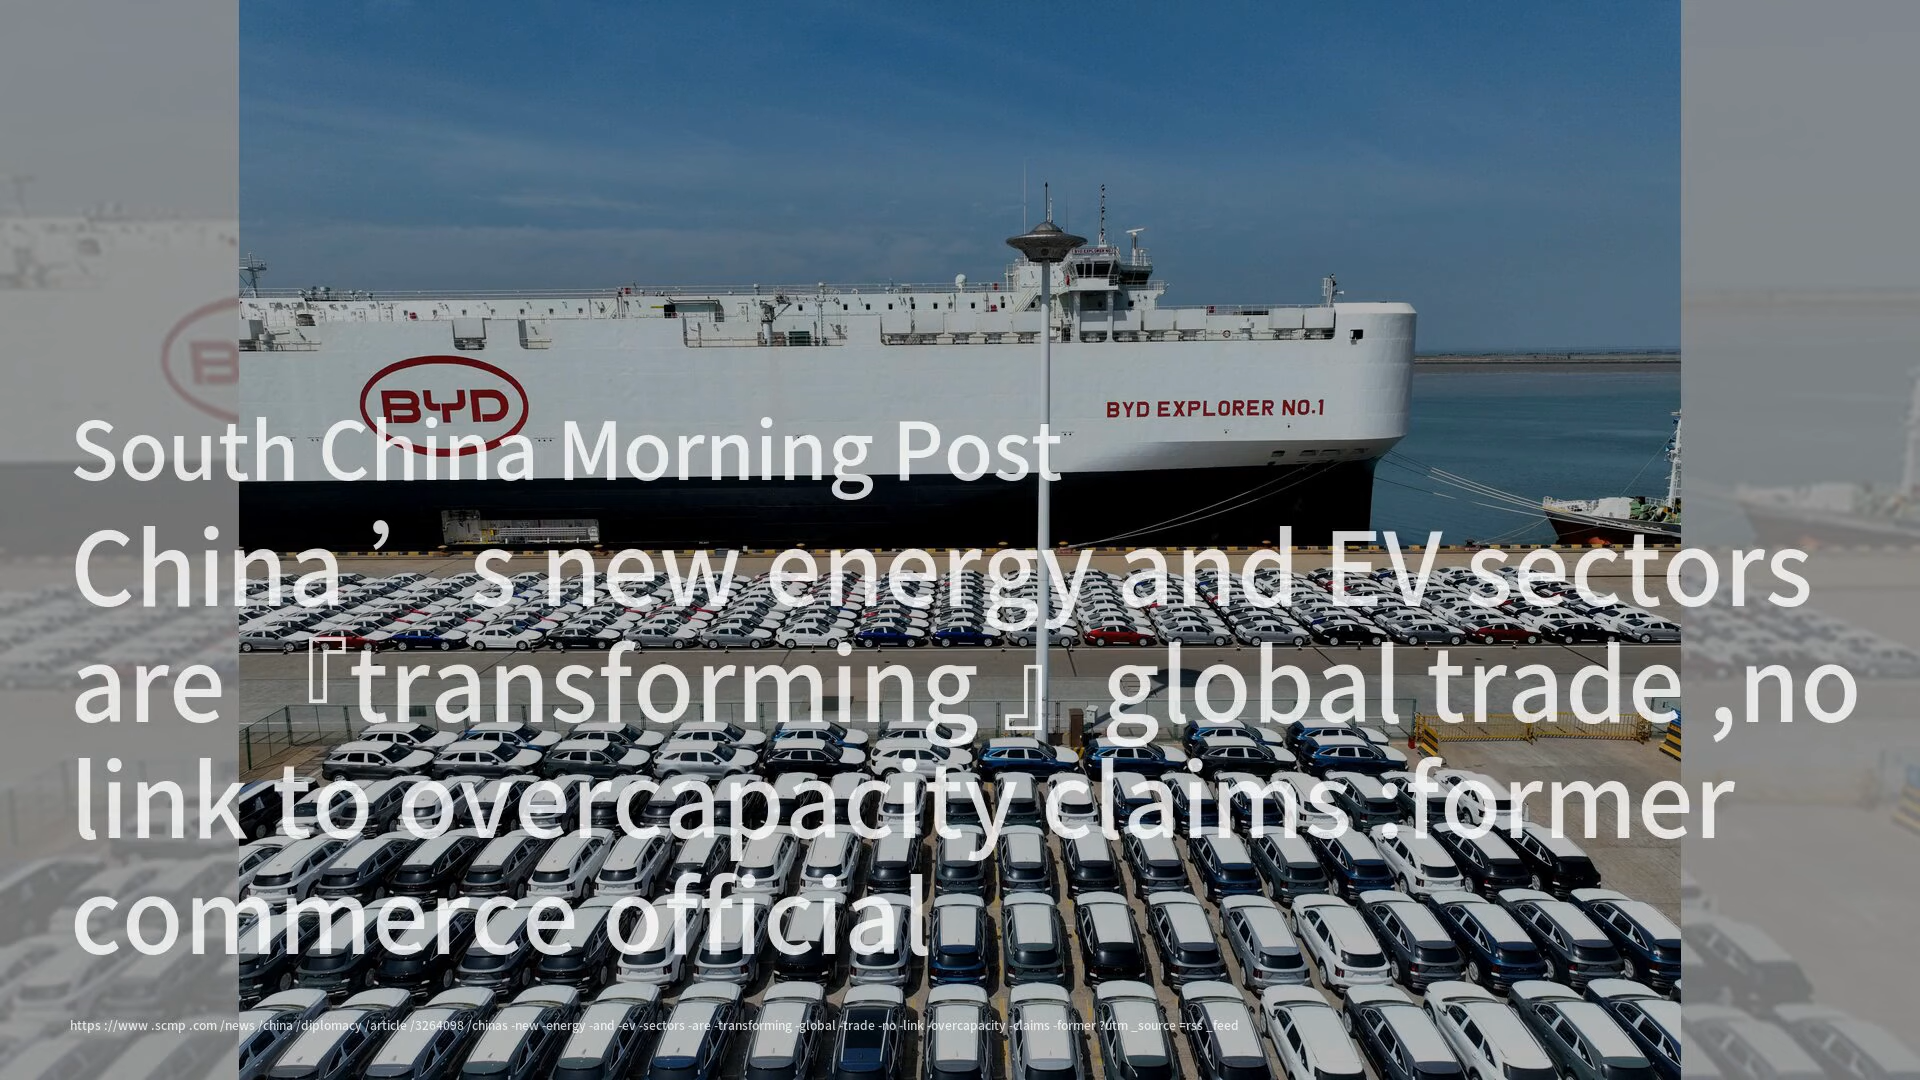 BYD
BYD EXPLORER NO.1
South China Morning Post
China’s new energy and EV sectors
are『transforming』global trade ,no
link to overcapacity claims :former
commerce official
https://www .scmp .com /news /china /diplomacy /article /3264098 /chinas -new -energy -and -ev -sectors -are -transforming -global -trade -no -link -overcapacity -claims -former ?utm _source =rss _feed